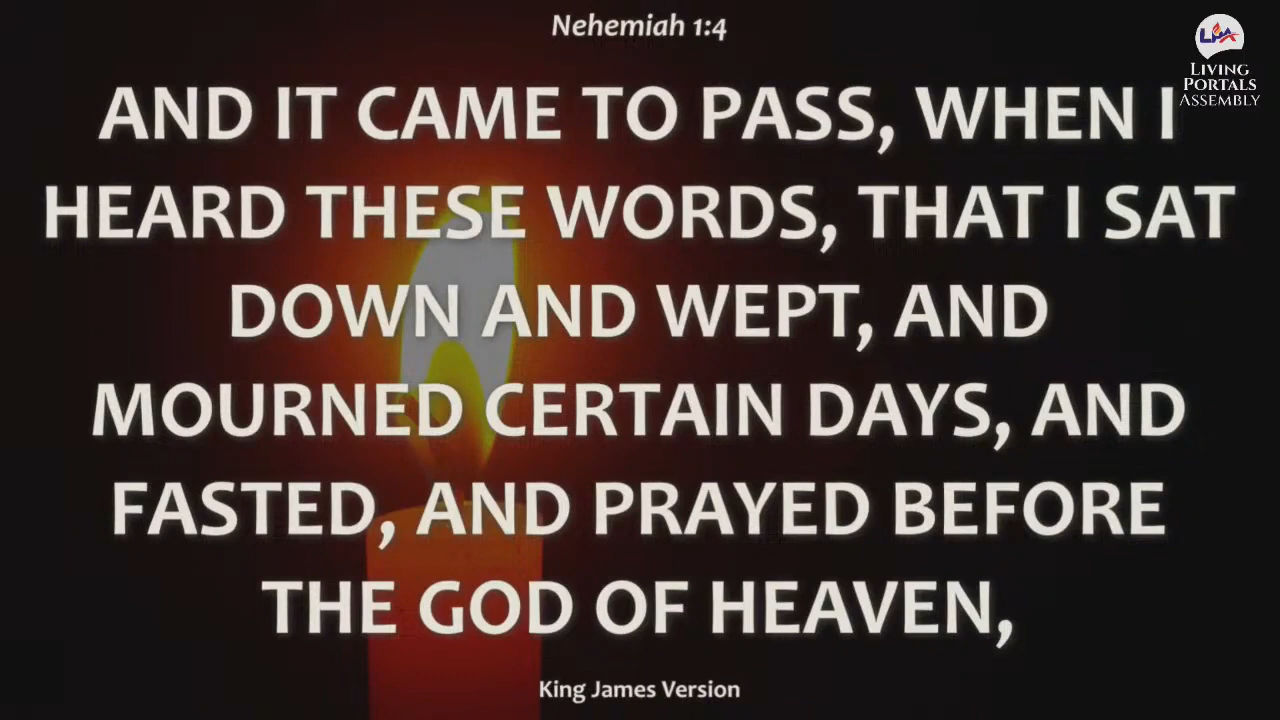 Nehemiah 1:4
LPA
LIVING
PORTALS
ASSEMBLY
AND IT CAME TO PASS, WHEN I
HEARD THESE WORDS, THAT I SAT
DOWN AND WEPT, AND
MOURNED CERTAIN DAYS, AND
FASTED, AND PRAYED BEFORE
THE GOD OF HEAVEN,
King James Version